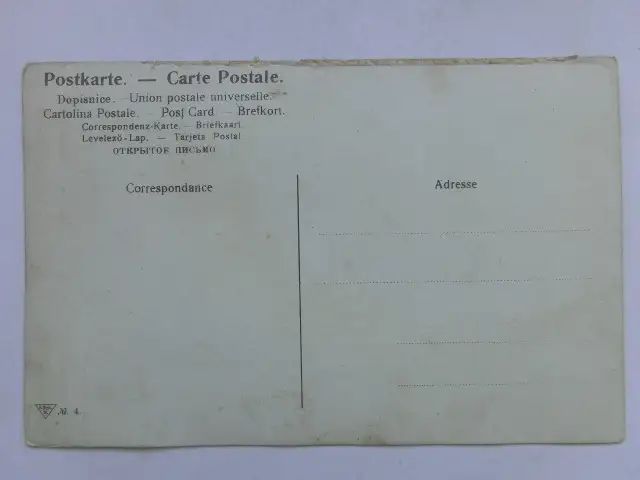 Postkarte. — Carte Postale.
Dopisnice. – Union postale universelle.
Cartolina Postale. – Post Card – Brefkort.
Correspondenz-Karte. – Briefkaart.
Levelező-Lap. — Tarjeta Postal
ОТКРЫТОЕ ПИСЬМО
Correspondance
Adresse
№. 4.